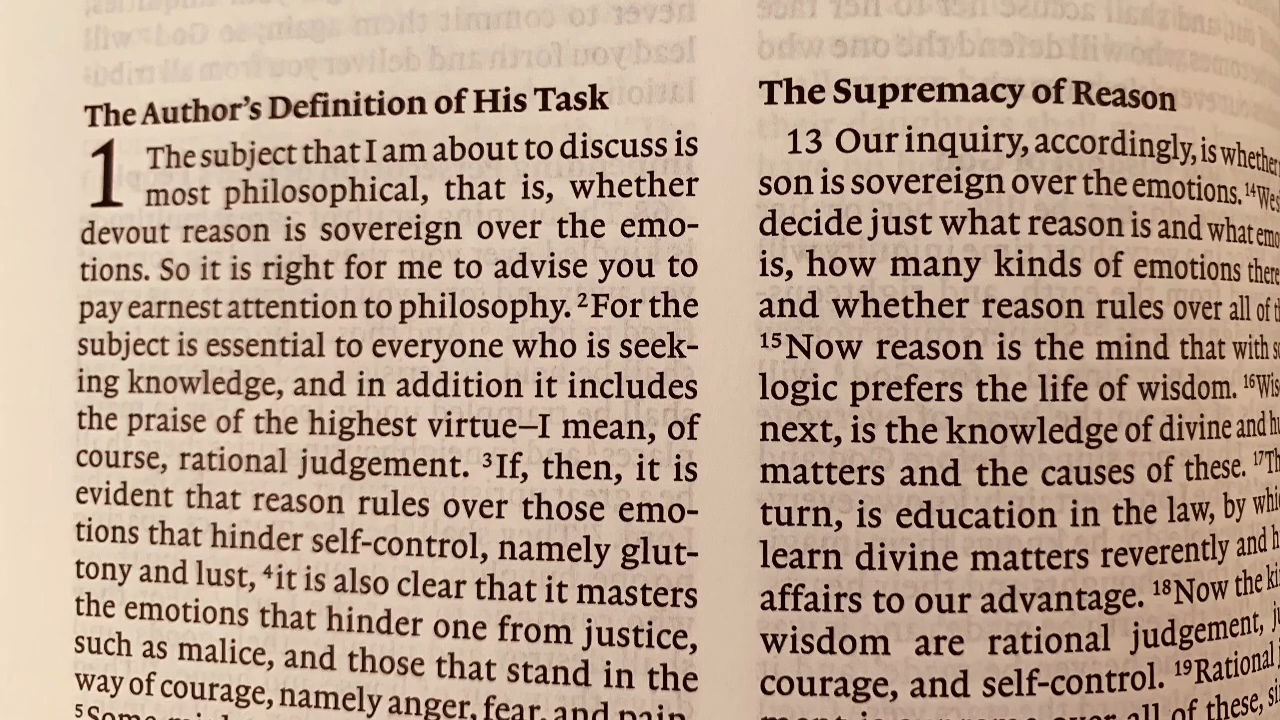 The Author's Definition of His Task
1 The subject that I am about to discuss is
most philosophical, that is, whether
devout reason is sovereign over the emo-
tions. So it is right for me to advise you to
pay earnest attention to philosophy. ²For the
subject is essential to everyone who is seek-
ing knowledge, and in addition it includes
the praise of the highest virtue—I mean, of
course, rational judgement. ³If, then, it is
evident that reason rules over those emo-
tions that hinder self-control, namely glut-
tony and lust, ⁴it is also clear that it masters
the emotions that hinder one from justice,
such as malice, and those that stand in the
way of courage, namely anger, fear, and pain.
⁵Some
The Supremacy of Reason
13 Our inquiry, accordingly, is whether
son is sovereign over the emotions. ¹⁴We
decide just what reason is and what
is, how many kinds of emotions there
and whether reason rules over all of
¹⁵Now reason is the mind that with
logic prefers the life of wisdom. ¹⁶
next, is the knowledge of divine and
matters and the causes of these. ¹⁷
turn, is education in the law, by
learn divine matters reverently and
affairs to our advantage. ¹⁸Now the
wisdom are rational judgement,
courage, and self-control. ¹⁹Rational
over all of these,